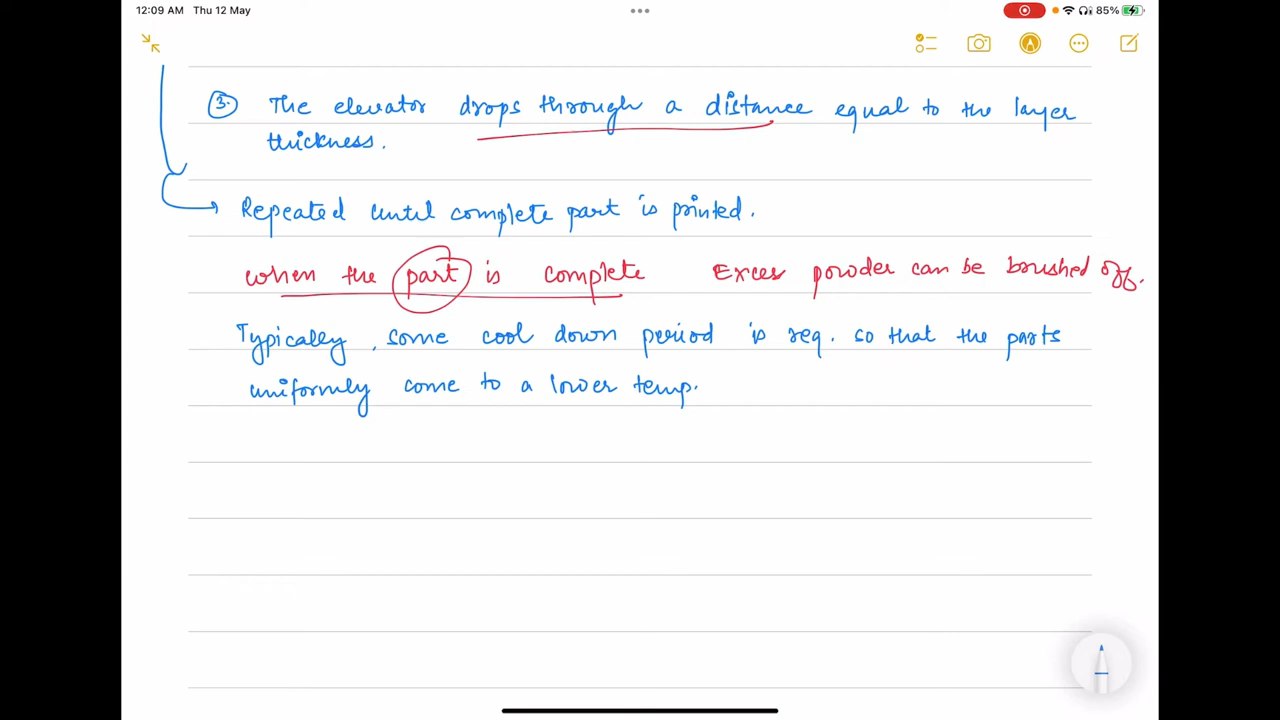 12:09 AM Thu 12 May
85%
3. The elevator drops through a distance equal to the layer
thickness.
Repeated until complete part is printed.
when the part is complete Exces powder can be brushed off.
Typically, some cool down period is req. so that the parts
uniformly come to a lower temp.